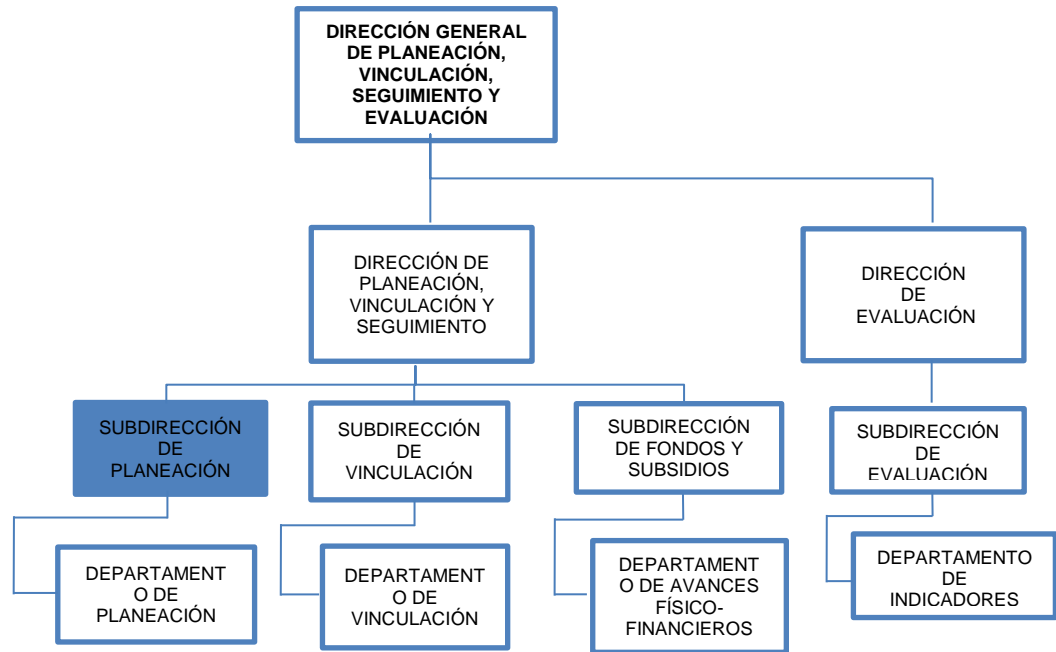 DIRECCIÓN GENERAL
DE PLANEACIÓN,
VINCULACIÓN,
SEGUIMIENTO Y
EVALUACIÓN
DIRECCIÓN DE
PLANEACIÓN,
VINCULACIÓN Y
SEGUIMIENTO
DIRECCIÓN
DE
EVALUACIÓN
SUBDIRECCIÓN
DE
PLANEACIÓN
SUBDIRECCIÓN
DE
VINCULACIÓN
SUBDIRECCIÓN
DE FONDOS Y
SUBSIDIOS
SUBDIRECCIÓN
DE
EVALUACIÓN
DEPARTAMENT
O DE
PLANEACIÓN
DEPARTAMENT
O DE
VINCULACIÓN
DEPARTAMENT
O DE AVANCES
FÍSICO-
FINANCIEROS
DEPARTAMENTO
DE
INDICADORES